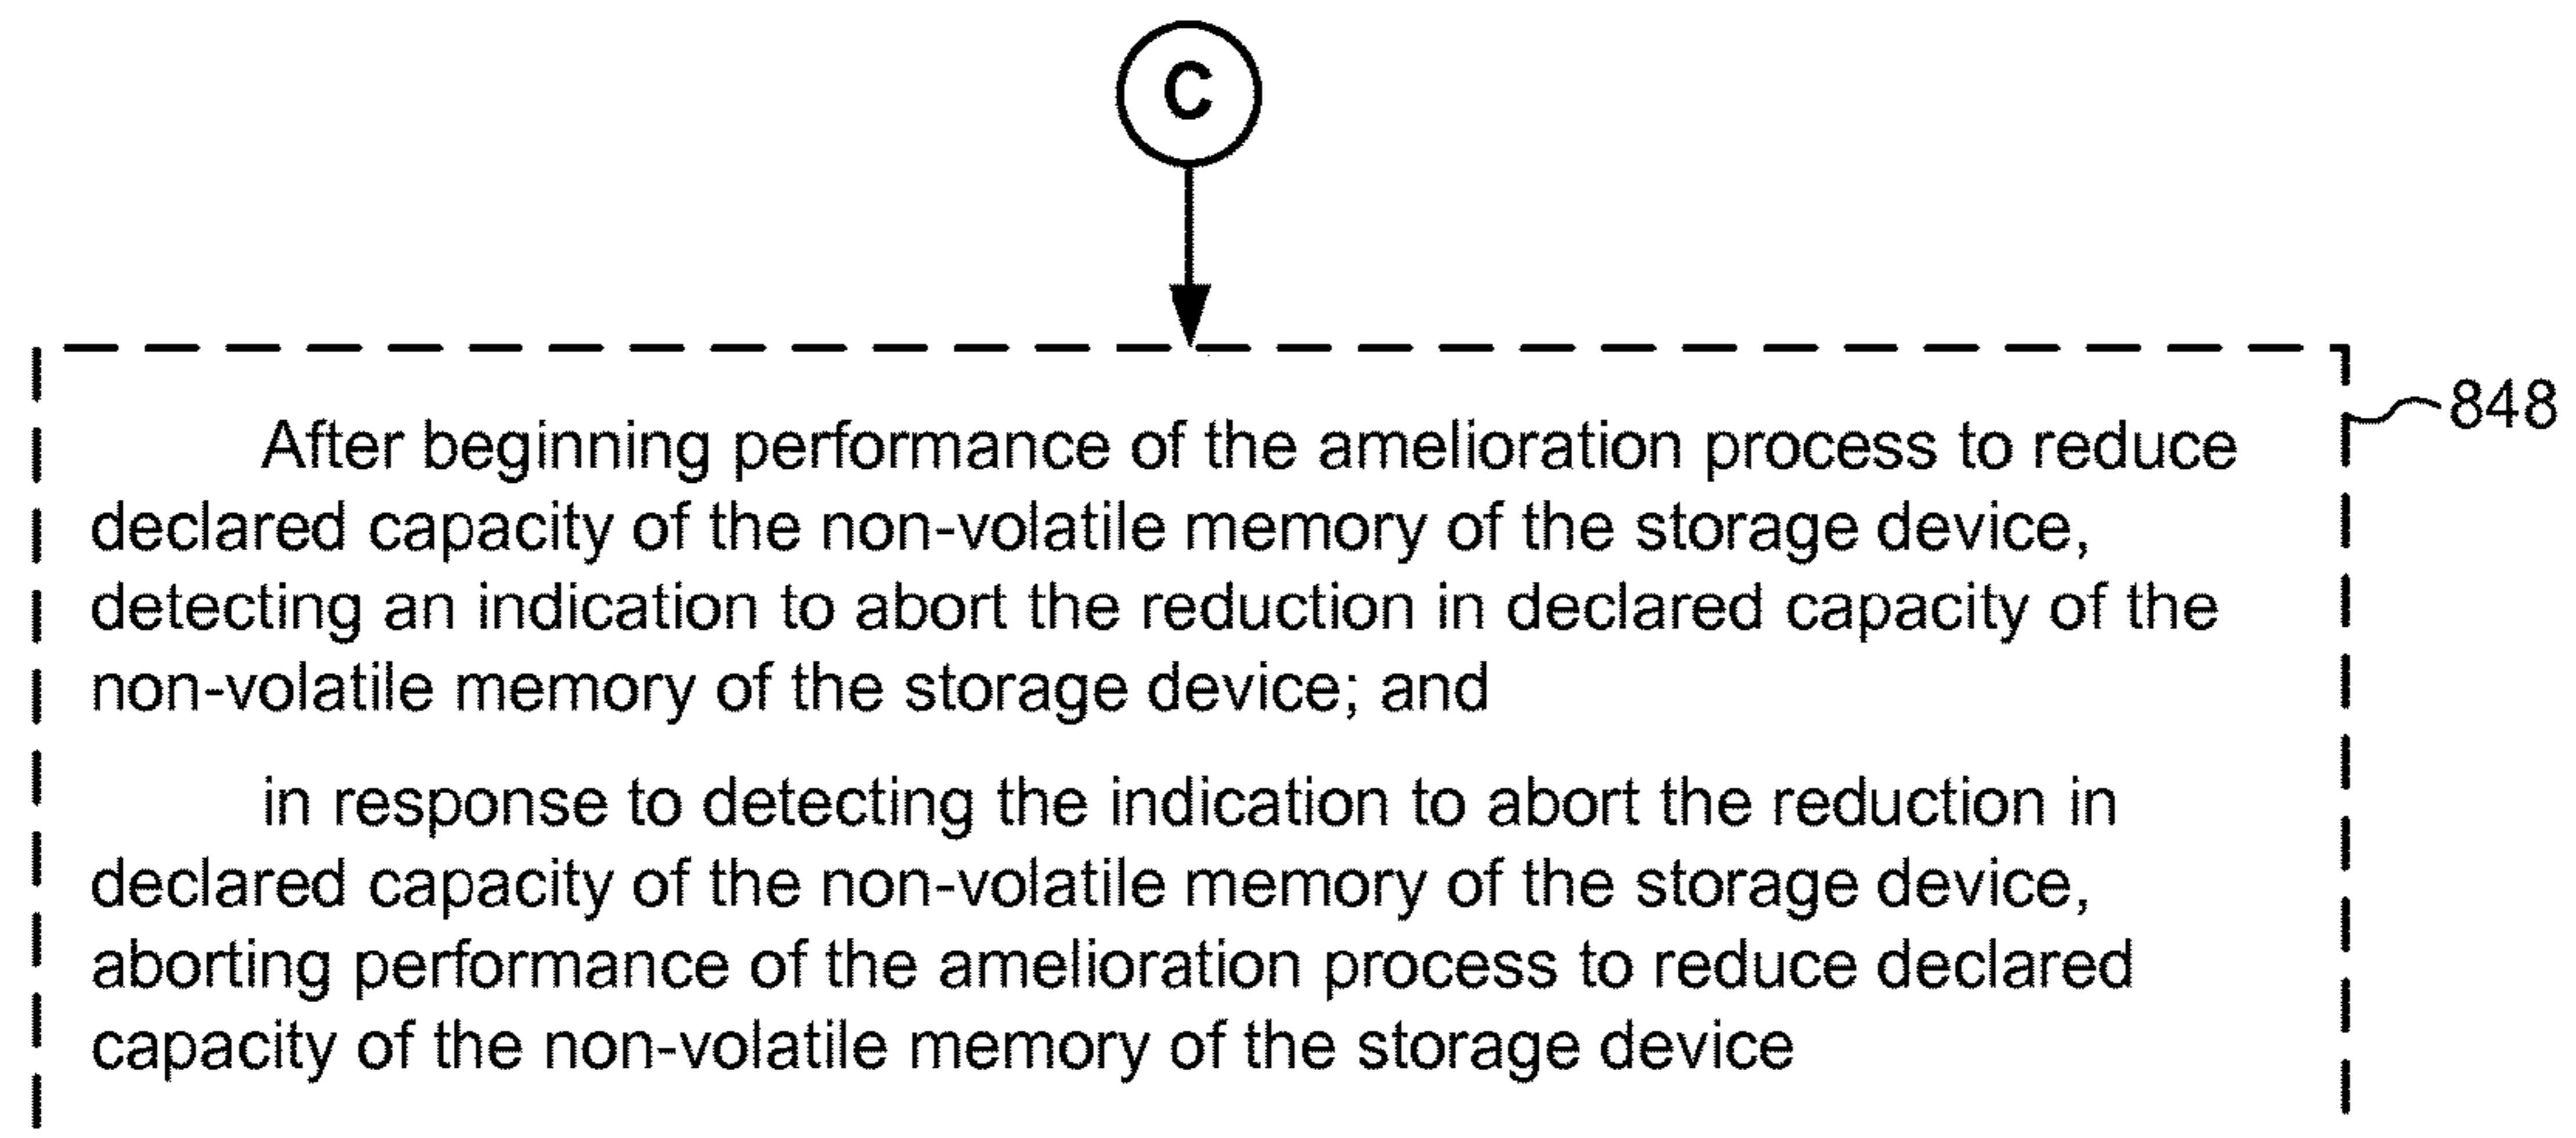 C
848
After beginning performance of the amelioration process to reduce
declared capacity of the non-volatile memory of the storage device,
detecting an indication to abort the reduction in declared capacity of the
non-volatile memory of the storage device; and
in response to detecting the indication to abort the reduction in
declared capacity of the non-volatile memory of the storage device,
aborting performance of the amelioration process to reduce declared
capacity of the non-volatile memory of the storage device